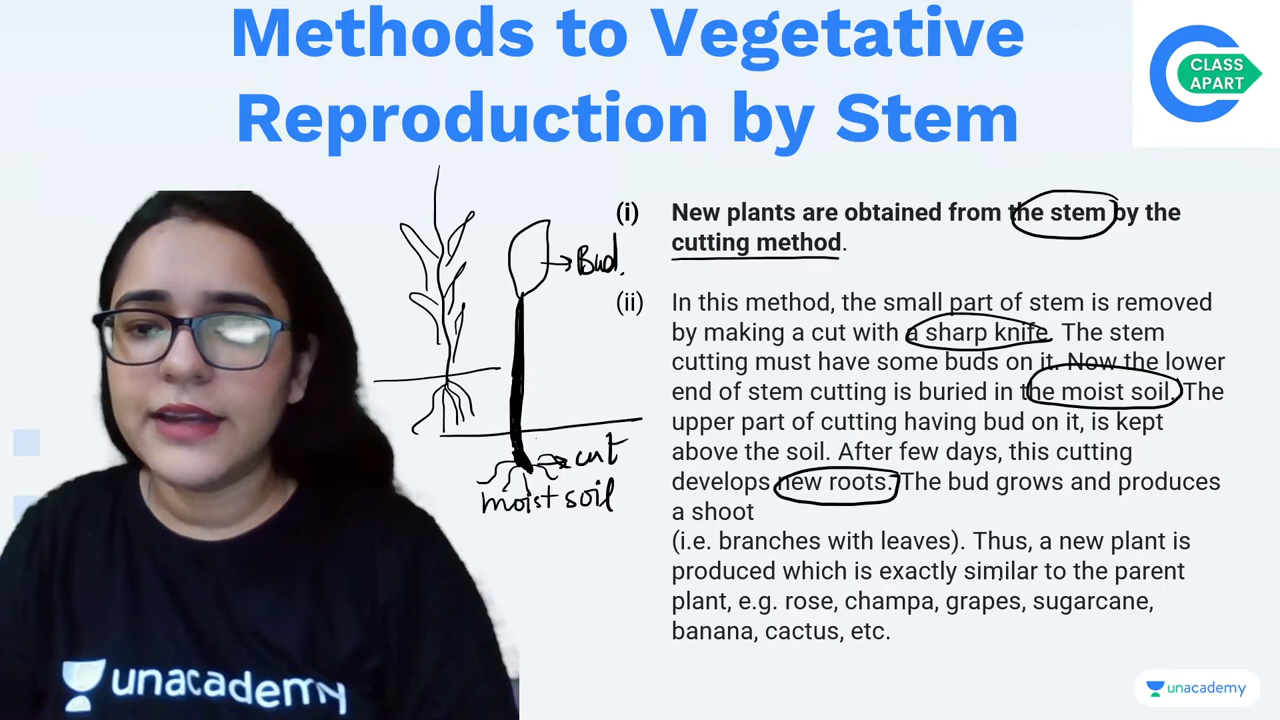 Methods to Vegetative
Reproduction by Stem
CLASS
APART
(i) New plants are obtained from the stem by the
cutting method.
(ii) In this method, the small part of stem is removed
by making a cut with a sharp knife. The stem
cutting must have some buds on it. Now the lower
end of stem cutting is buried in the moist soil. The
upper part of cutting having bud on it, is kept
above the soil. After few days, this cutting
develops new roots. The bud grows and produces
a shoot
(i.e. branches with leaves). Thus, a new plant is
produced which is exactly similar to the parent
plant, e.g. rose, champa, grapes, sugarcane,
banana, cactus, etc.
Bud.
cut
moist soil
unacademy
unacademy